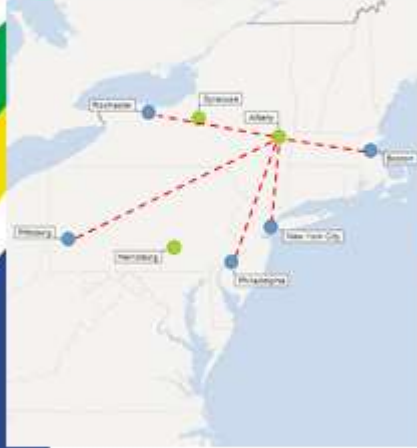 Syracuse
Rochester
Albany
Boston
Pittsburg
New York City
Harrisburg
Philadelphia